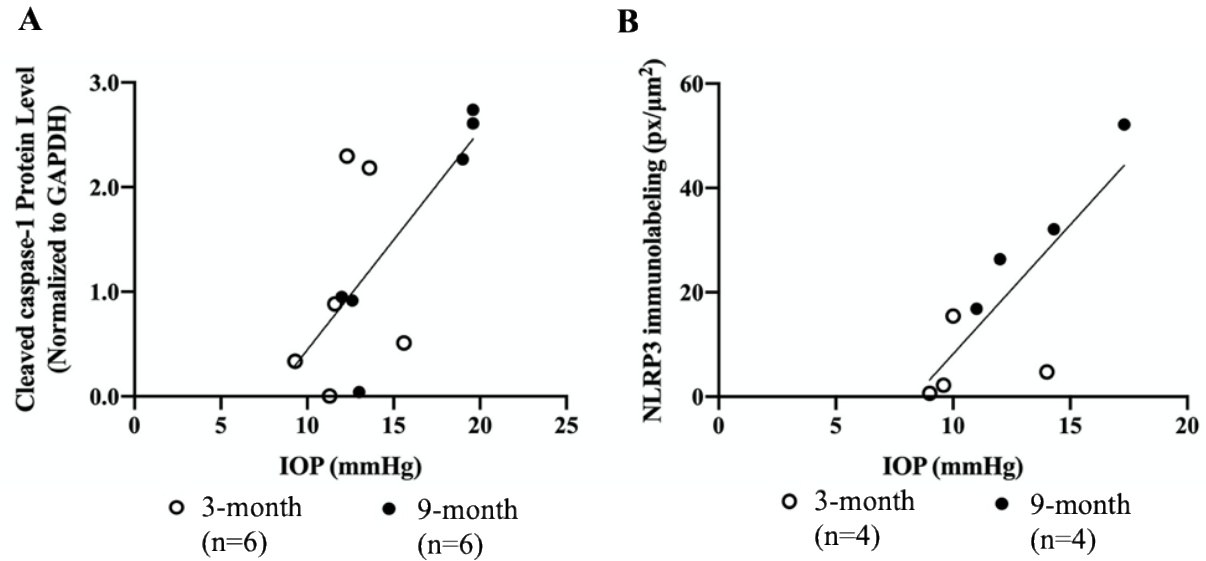 A
Cleaved caspase-1 Protein Level
(Normalized to GAPDH)
3.0
2.0
1.0
0.0
0 5 10 15 20 25
IOP (mmHg)
3-month
(n=6)
9-month
(n=6)
B
NLRP3 immunolabeling (px/µm²)
60
40
20
0
0 5 10 15 20
IOP (mmHg)
3-month
(n=4)
9-month
(n=4)